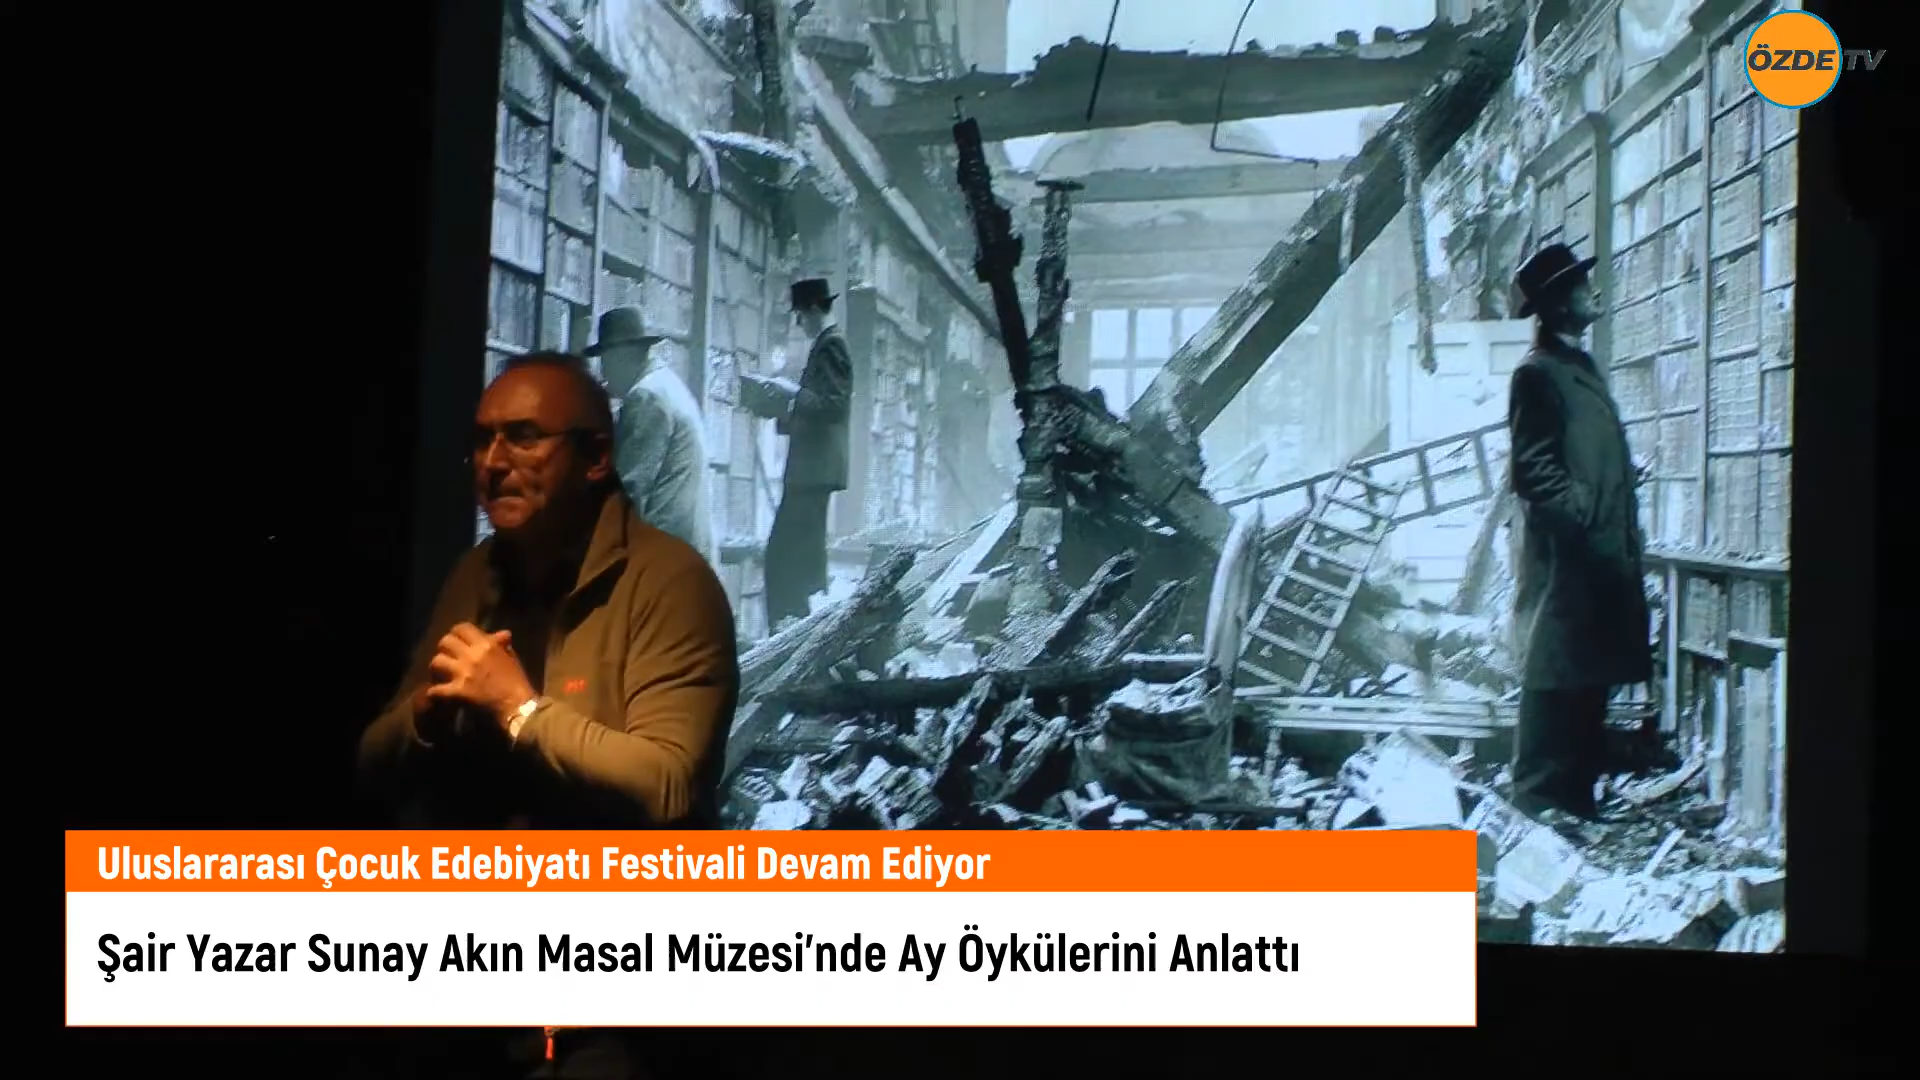 ÖZDE TV
Uluslararası Çocuk Edebiyatı Festivali Devam Ediyor
Şair Yazar Sunay Akın Masal Müzesi'nde Ay Öykülerini Anlattı